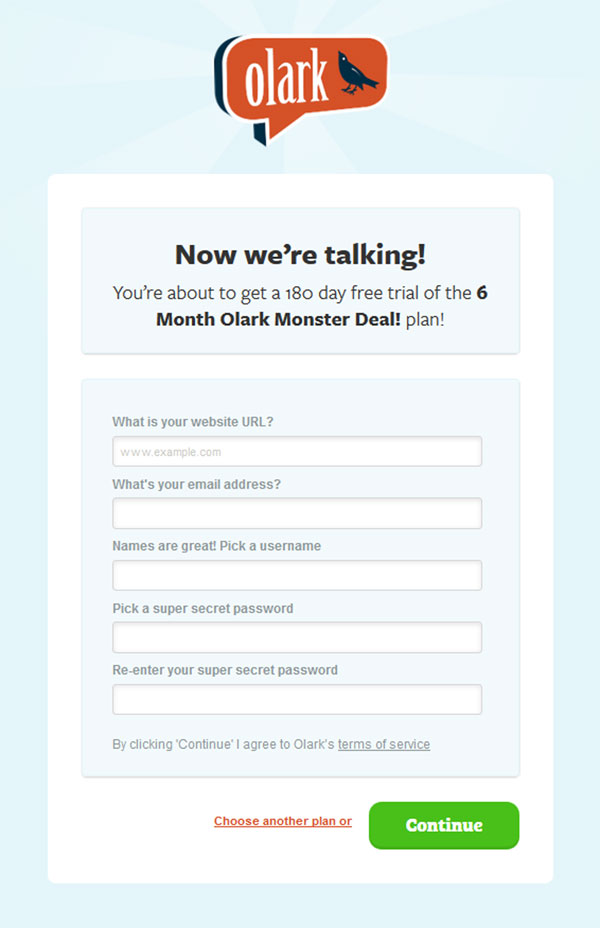 olark
Now we’re talking!
You’re about to get a 180 day free trial of the 6
Month Olark Monster Deal! plan!
What is your website URL?
www.example.com
What's your email address?
Names are great! Pick a username
Pick a super secret password
Re-enter your super secret password
By clicking 'Continue' I agree to Olark's terms of service
Choose another plan or
Continue